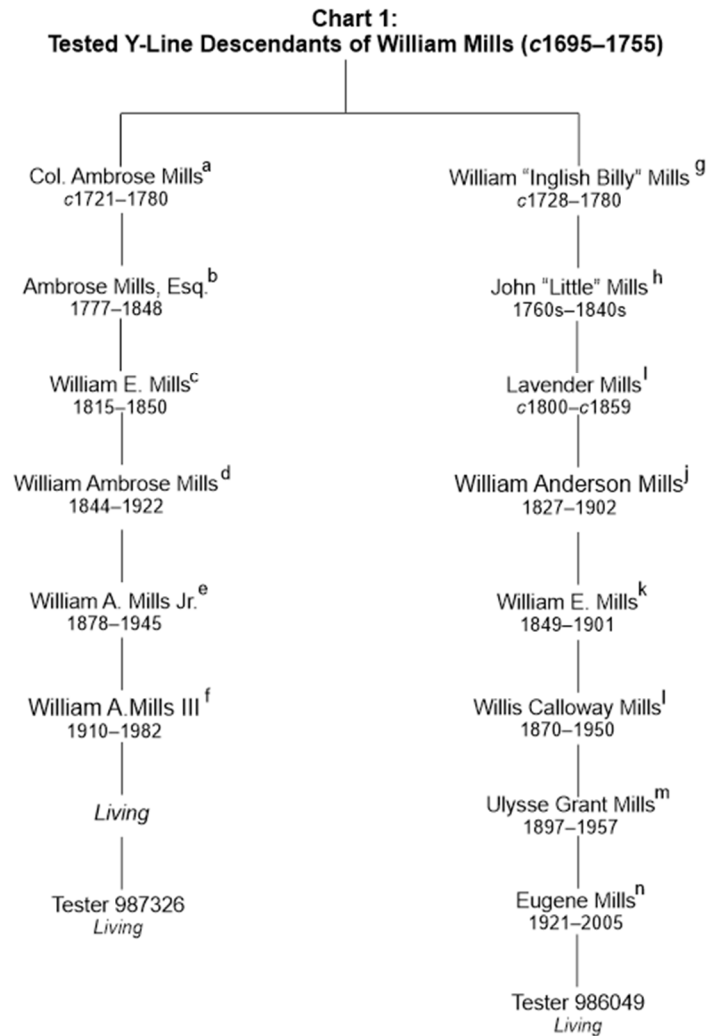 Chart 1:
Tested Y-Line Descendants of William Mills (c1695–1755)
Col. Ambrose Mills a
c1721–1780
Ambrose Mills, Esq. b
1777–1848
William E. Mills c
1815–1850
William Ambrose Mills d
1844–1922
William A. Mills Jr. e
1878–1945
William A.Mills III f
1910–1982
Living
Tester 987326
Living
William “Inglish Billy” Mills g
c1728–1780
John “Little” Mills h
1760s–1840s
Lavender Mills I
c1800–c1859
William Anderson Mills j
1827–1902
William E. Mills k
1849–1901
Willis Calloway Mills l
1870–1950
Ulysse Grant Mills m
1897–1957
Eugene Mills n
1921–2005
Tester 986049
Living